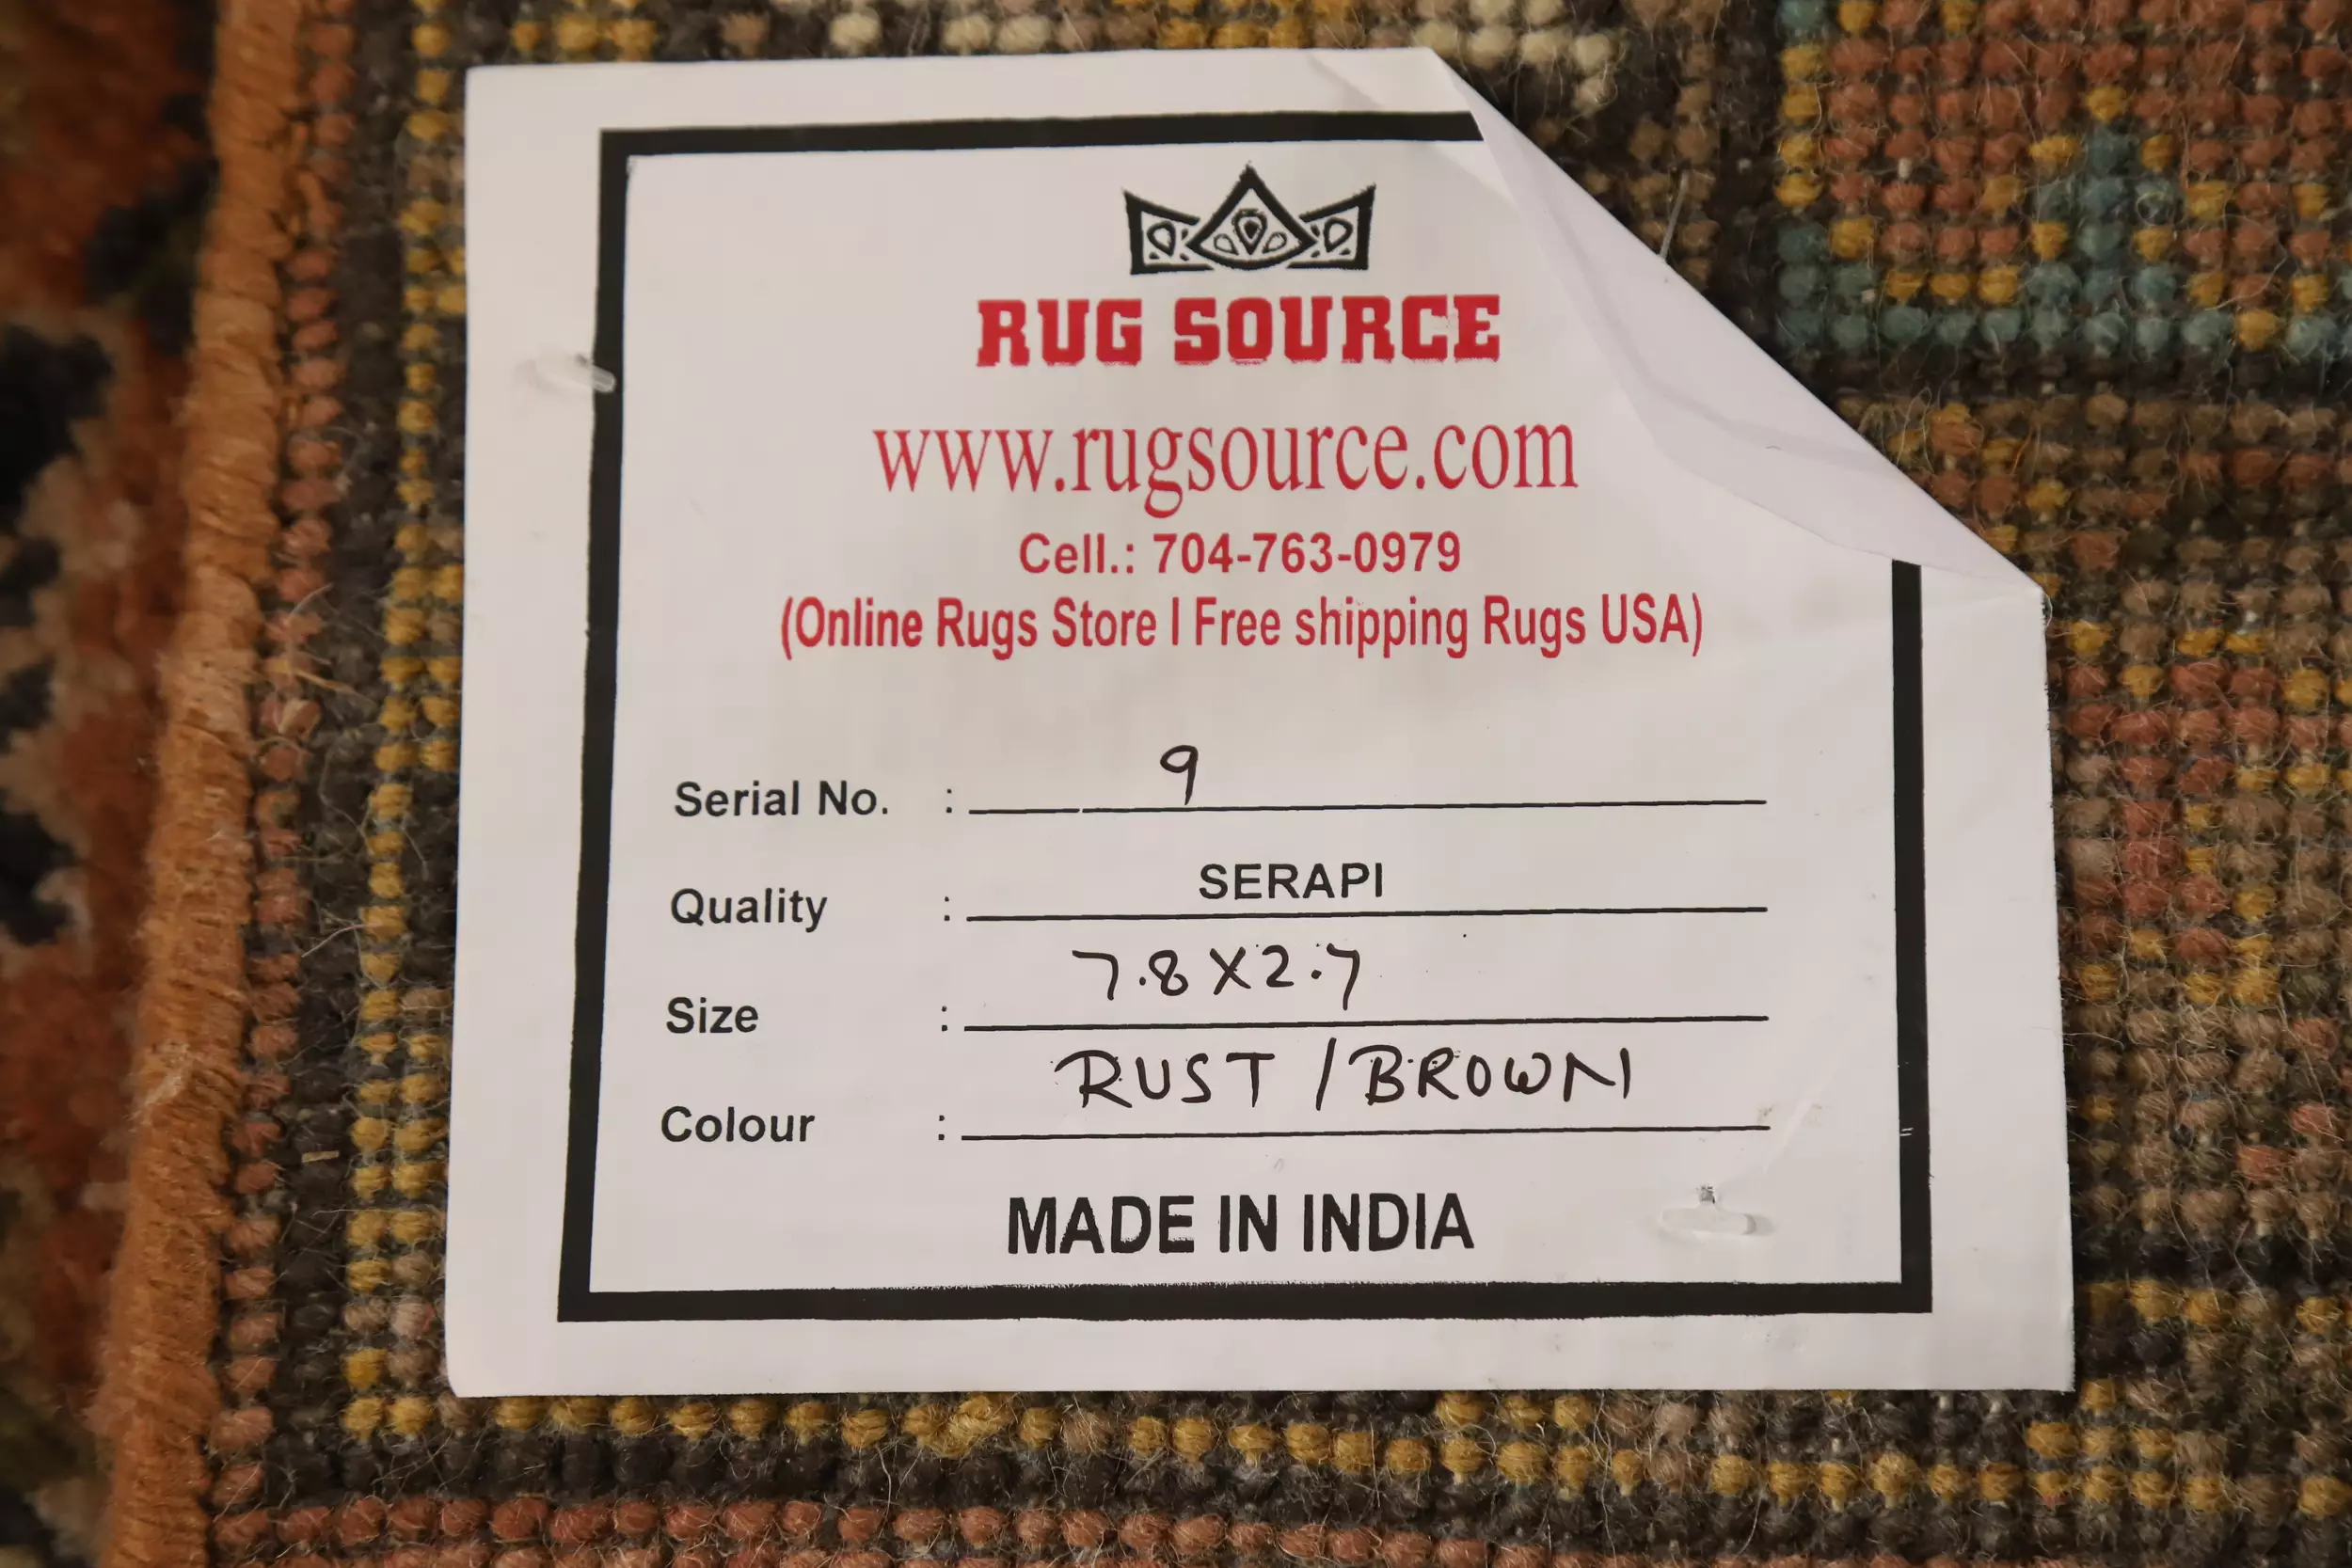 RUG SOURCE
www.rugsource.com
Cell.: 704-763-0979
(Online Rugs Store I Free shipping Rugs USA)
Serial No. : 9
Quality : SERAPI
Size : 7.8X2.7
Colour : RUST / BROWN
MADE IN INDIA